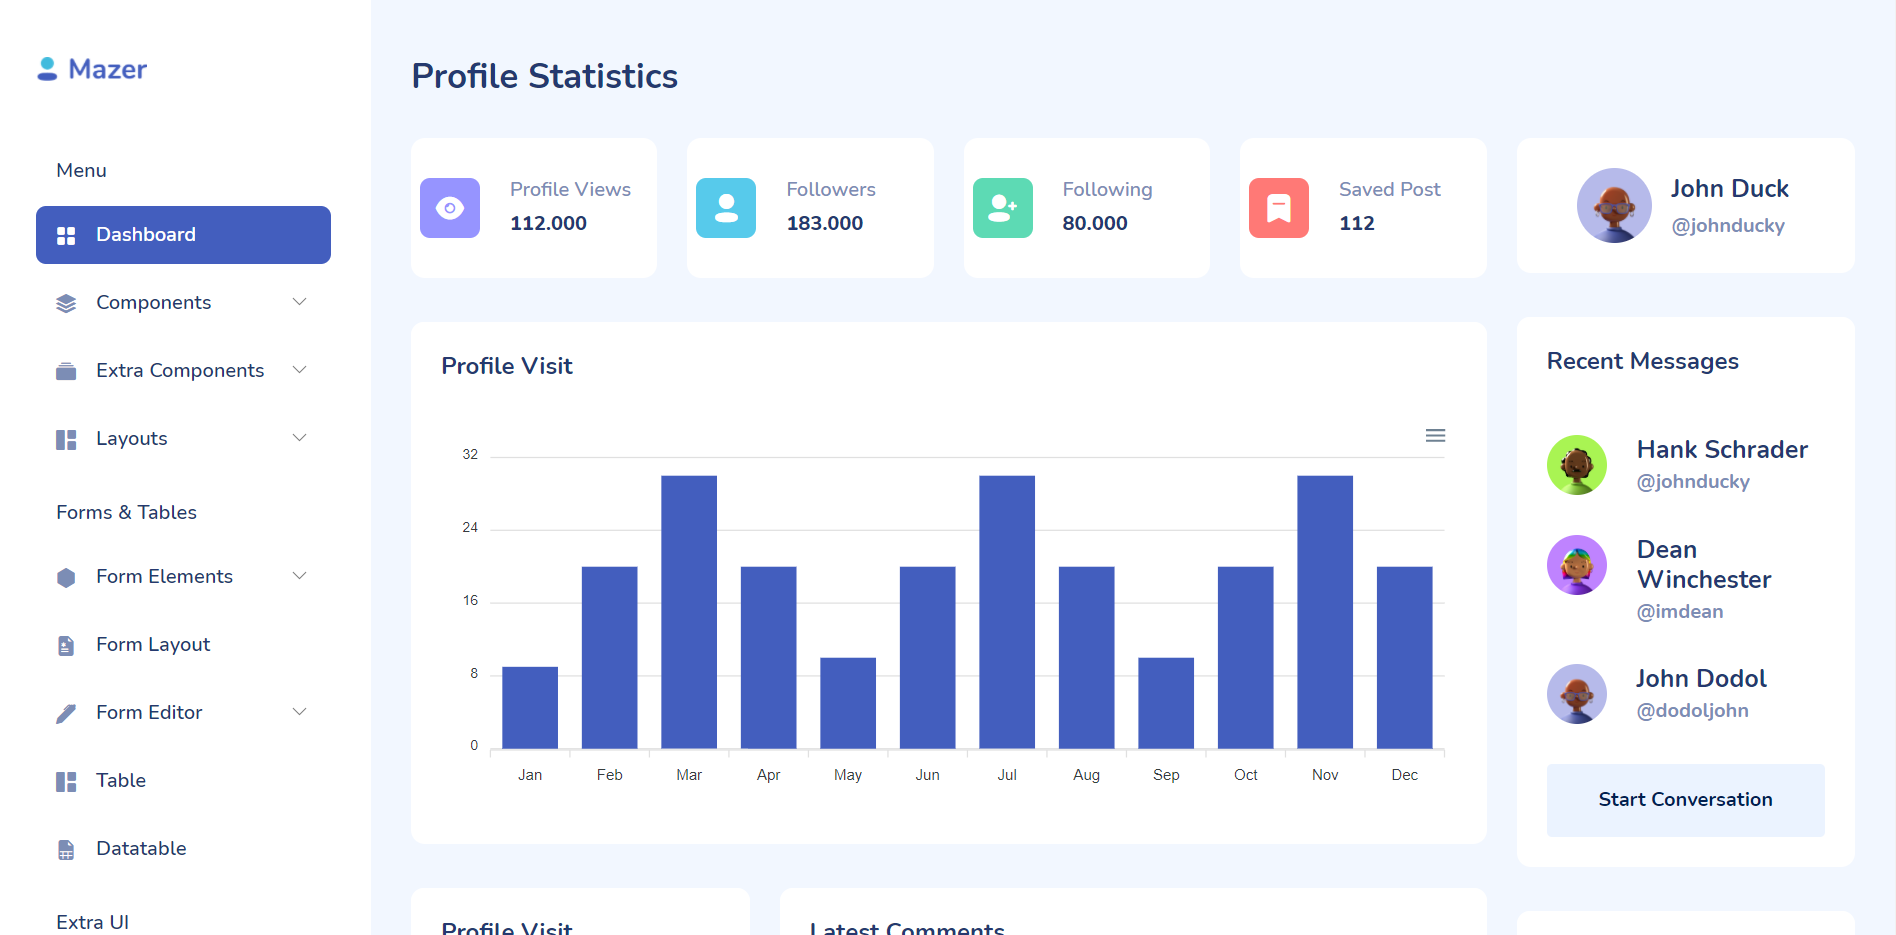 Mazer
Menu
Dashboard
Components
Extra Components
Layouts
Forms & Tables
Form Elements
Form Layout
Form Editor
Table
Datatable
Extra UI
Profile Statistics
Profile Views
112.000
Followers
183.000
Following
80.000
Saved Post
112
John Duck
@johnducky
Profile Visit
32
24
16
8
0
Jan Feb Mar Apr May Jun Jul Aug Sep Oct Nov Dec
Recent Messages
Hank Schrader
@johnducky
Dean
Winchester
@imdean
John Dodol
@dodoljohn
Start Conversation
Profile Visit
Latest Comments